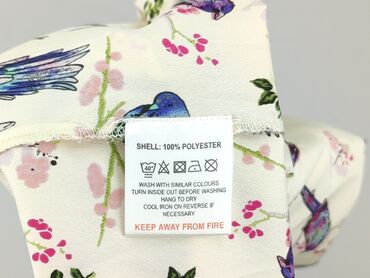 SHELL: 100% POLYESTER
40°
WASH WITH SIMILAR COLOURS
TURN INSIDE OUT BEFORE WASHING
HANG TO DRY
COOL IRON ON REVERSE IF
NECESSARY
KEEP AWAY FROM FIRE